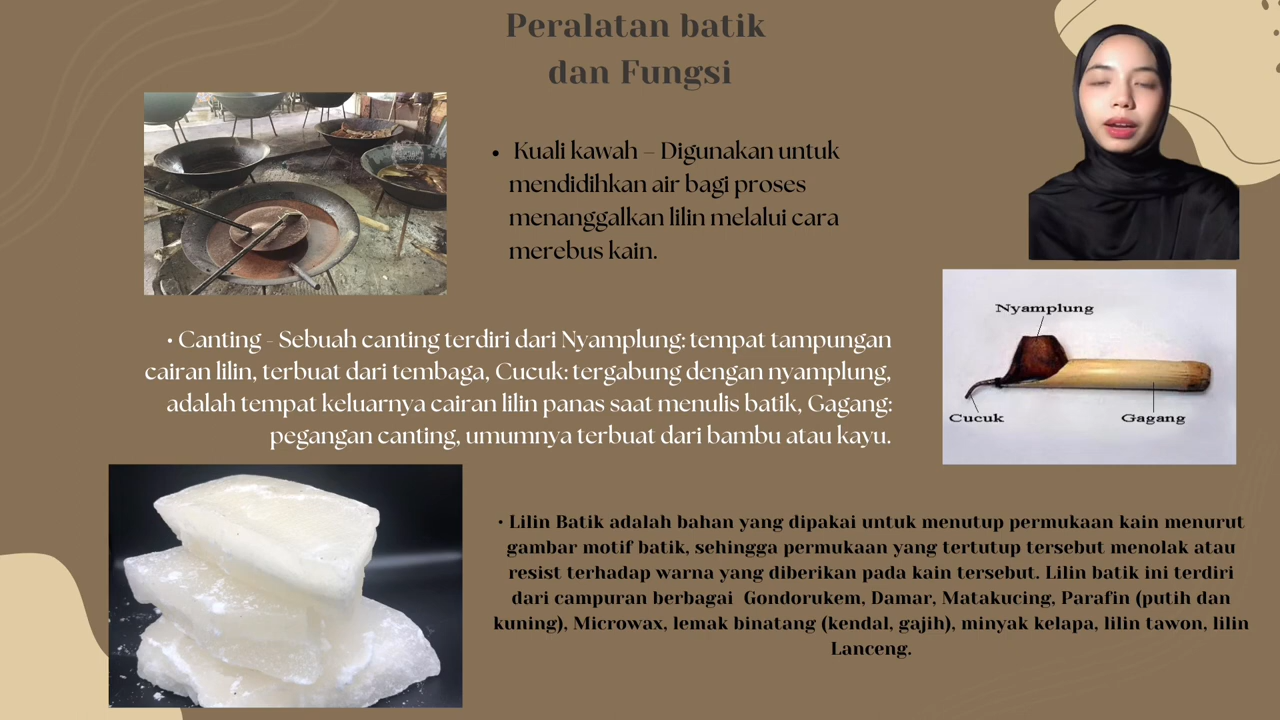 Peralatan batik
dan Fungsi
• Kuali kawah – Digunakan untuk
mendidihkan air bagi proses
menanggalkan lilin melalui cara
merebus kain.
Nyamplung
Cucuk
Gagang
• Canting - Sebuah canting terdiri dari Nyamplung: tempat tampungan
cairan lilin, terbuat dari tembaga, Cucuk: tergabung dengan nyamplung,
adalah tempat keluarnya cairan lilin panas saat menulis batik, Gagang:
pegangan canting, umumnya terbuat dari bambu atau kayu.
• Lilin Batik adalah bahan yang dipakai untuk menutup permukaan kain menurut
gambar motif batik, sehingga permukaan yang tertutup tersebut menolak atau
resist terhadap warna yang diberikan pada kain tersebut. Lilin batik ini terdiri
dari campuran berbagai Gondorukem, Damar, Matakucing, Parafin (putih dan
kuning), Microwax, lemak binatang (kendal, gajih), minyak kelapa, lilin tawon, lilin
Lanceng.